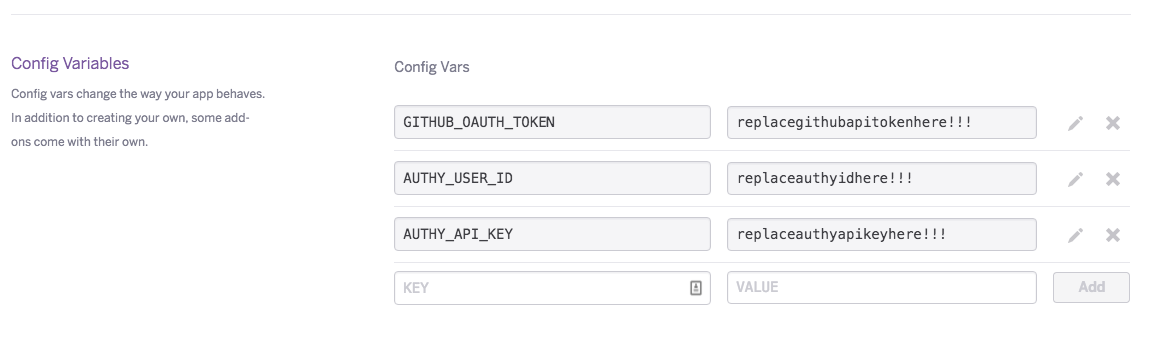 Config Variables
Config vars change the way your app behaves.
In addition to creating your own, some add-
ons come with their own.
Config Vars
GITHUB_OAUTH_TOKEN replacegithubapitokenhere!!!
AUTHY_USER_ID replaceauthyidhere!!!
AUTHY_API_KEY replaceauthyapikeyhere!!!
KEY VALUE Add